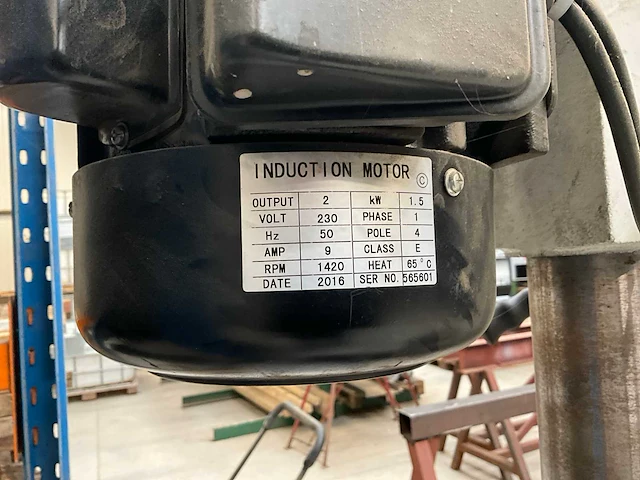 INDUCTION MOTOR ©
OUTPUT 2 kW 1.5
VOLT 230 PHASE 1
Hz 50 POLE 4
AMP 9 CLASS E
RPM 1420 HEAT 65°C
DATE 2016 SER NO. 565601